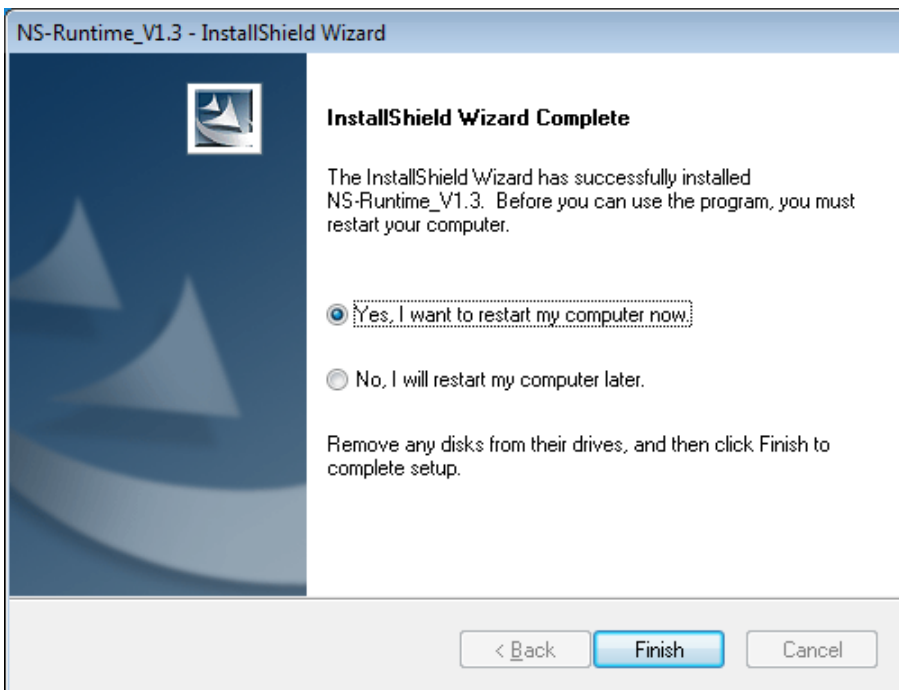 NS-Runtime_V1.3 - InstallShield Wizard
InstallShield Wizard Complete
The InstallShield Wizard has successfully installed
NS-Runtime_V1.3.  Before you can use the program, you must
restart your computer.
Yes, I want to restart my computer now.
No, I will restart my computer later.
Remove any disks from their drives, and then click Finish to
complete setup.
< Back
Finish
Cancel